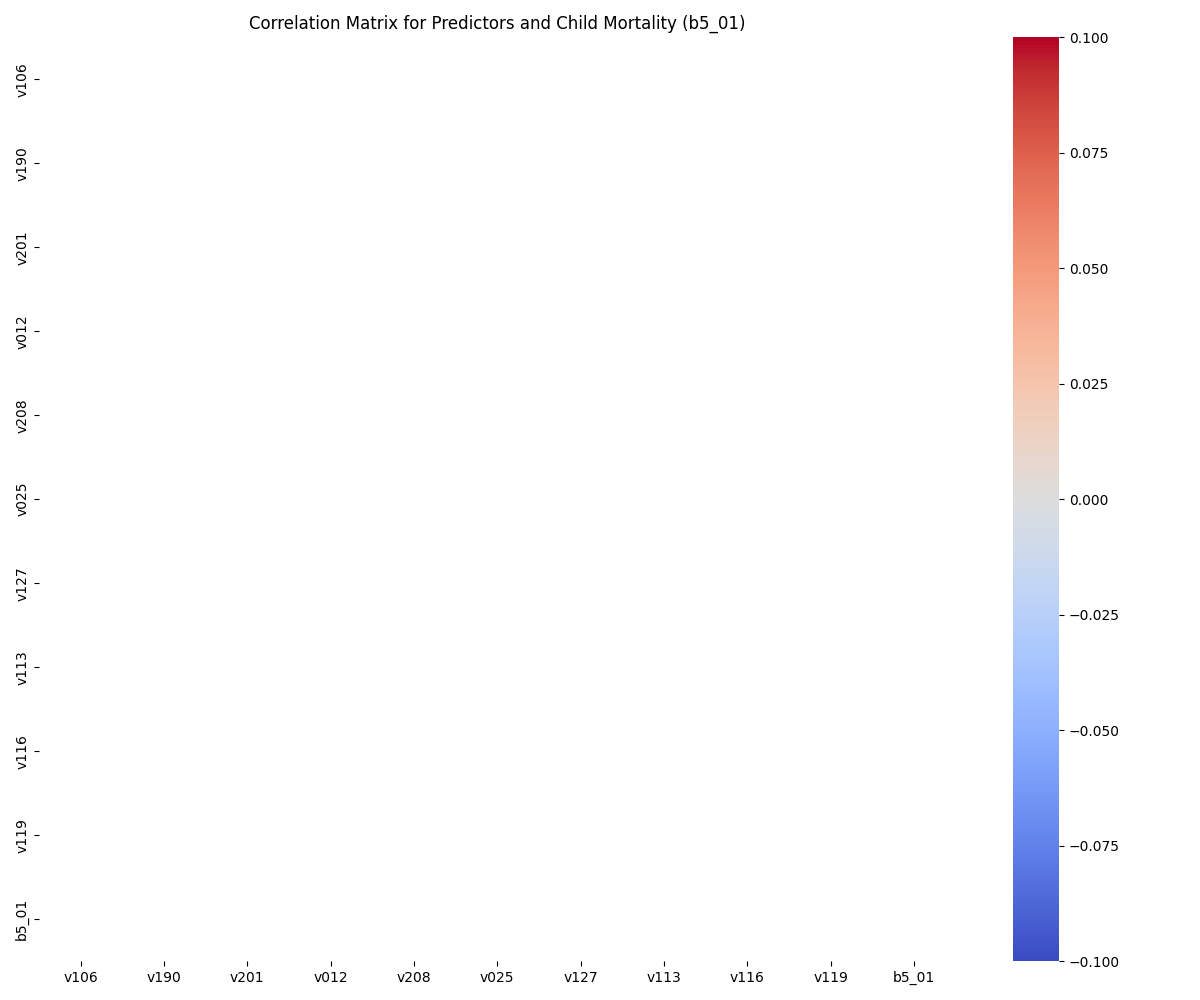 Correlation Matrix for Predictors and Child Mortality (b5_01)
v106
v190
v201
v012
v208
v025
v127
v113
v116
v119
b5_01
v106 v190 v201 v012 v208 v025 v127 v113 v116 v119 b5_01
0.100
0.075
0.050
0.025
0.000
−0.025
−0.050
−0.075
−0.100